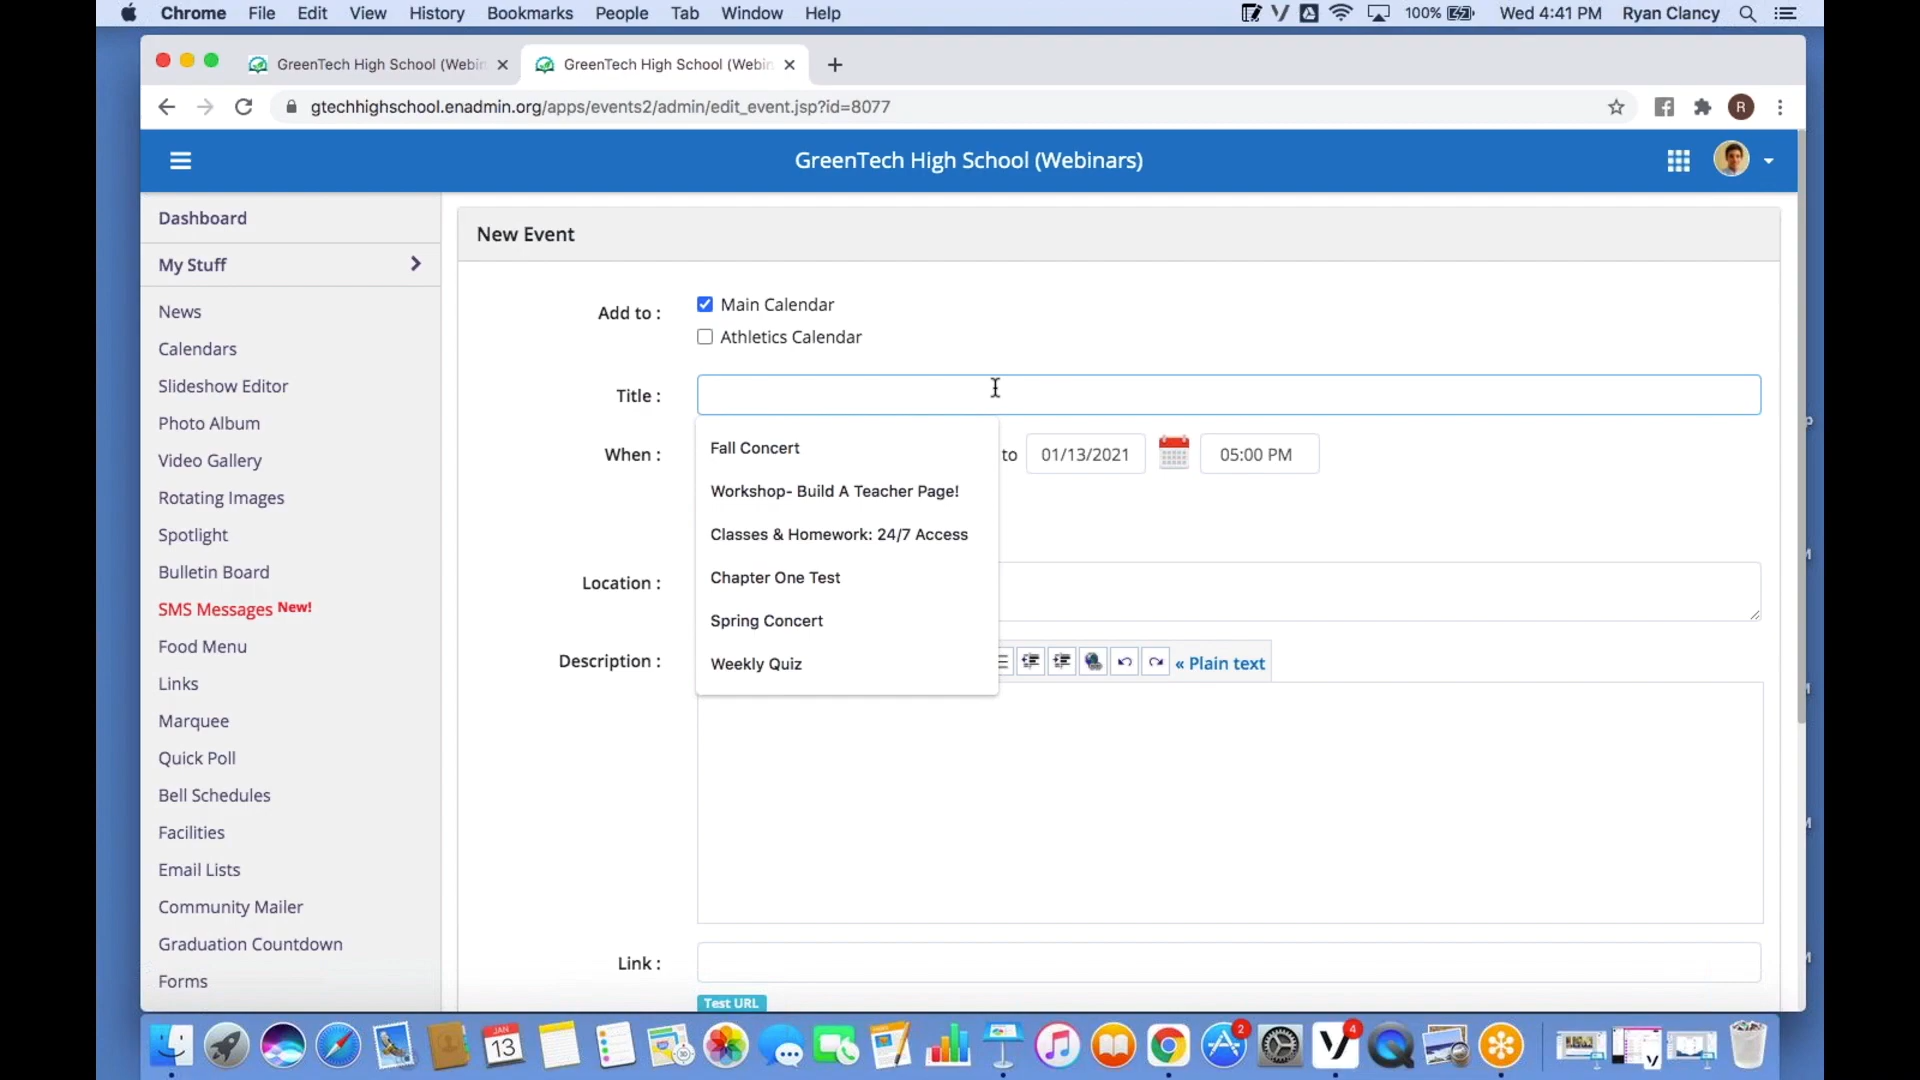 Chrome File Edit View History Bookmarks People Tab Window Help 100% Wed 4:41 PM Ryan Clancy
GreenTech High School (Webin
GreenTech High School (Webin
gtechhighschool.enadmin.org/apps/events2/admin/edit_event.jsp?id=8077
R
GreenTech High School (Webinars)
Dashboard
My Stuff
News
Calendars
Slideshow Editor
Photo Album
Video Gallery
Rotating Images
Spotlight
Bulletin Board
SMS Messages New!
Food Menu
Links
Marquee
Quick Poll
Bell Schedules
Facilities
Email Lists
Community Mailer
Graduation Countdown
Forms
New Event
Add to :
Main Calendar
Athletics Calendar
Title :
When :
to 01/13/2021 05:00 PM
Fall Concert
Workshop- Build A Teacher Page!
Classes & Homework: 24/7 Access
Chapter One Test
Spring Concert
Weekly Quiz
Location :
Description :
« Plain text
Link :
Test URL
JAN
13
2
4